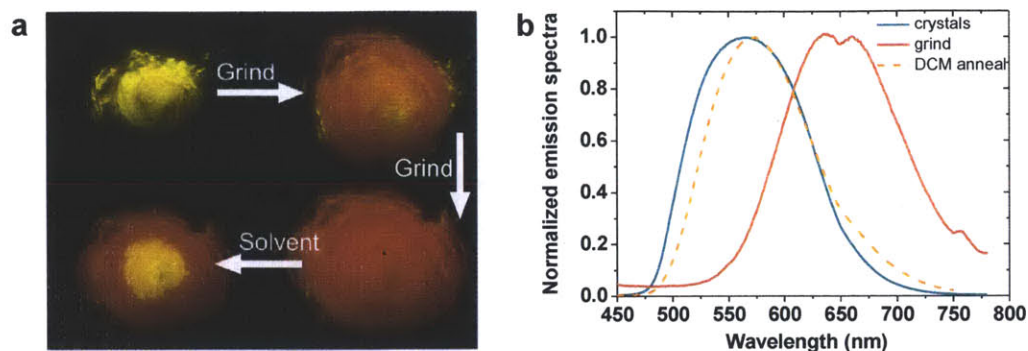 a
Grind
Grind
Solvent
b
Normalized emission spectra
1.0
0.8
0.6
0.4
0.2
0.0
crystals
grind
DCM anneal
450 500 550 600 650 700 750 800
Wavelength (nm)